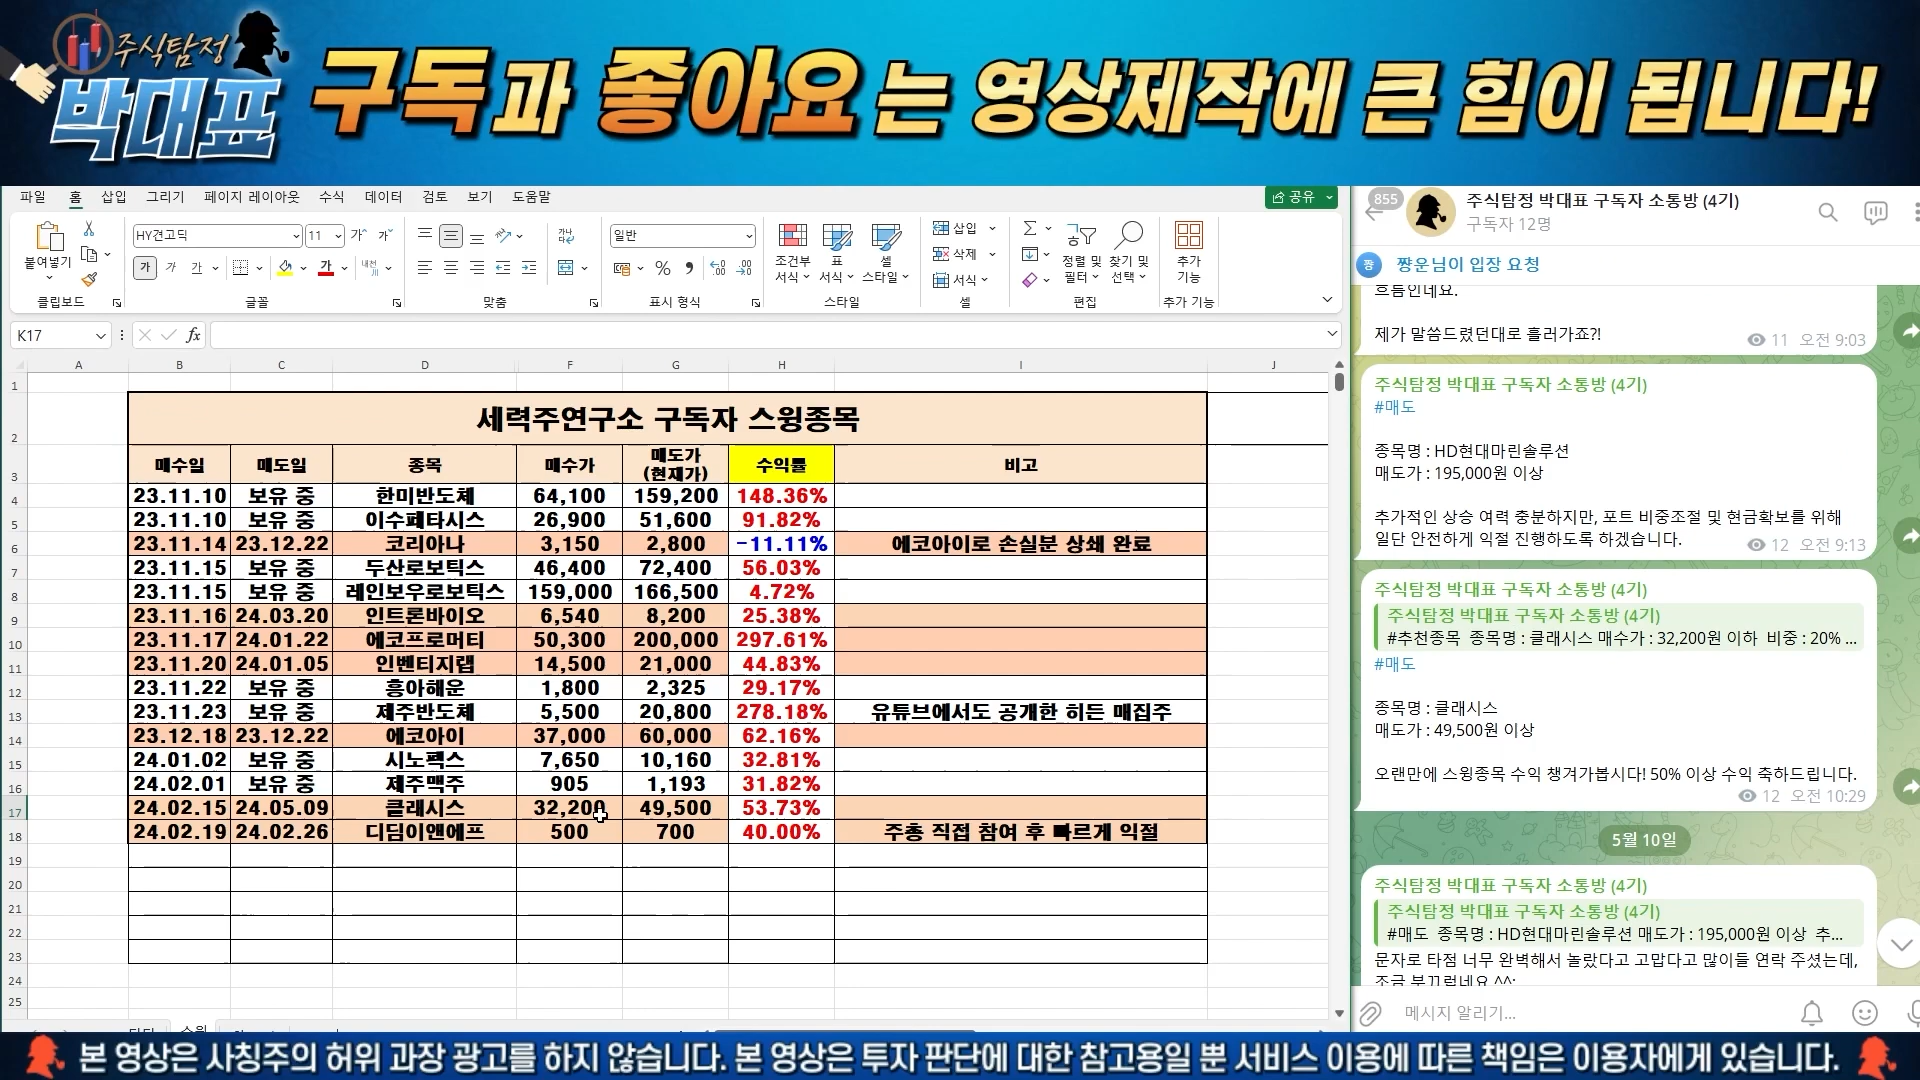 주식탐정
박대표
구독과 좋아요는 영상제작에 큰 힘이 됩니다!
파일 홈 삽입 그리기 페이지 레이아웃 수식 데이터 검토 보기 도움말
공유
붙여넣기
클립보드
HY견고딕 11
가 가 가 가
글꼴
맞춤
일반
표시 형식
조건부 서식
표 서식
셀 스타일
스타일
삽입
삭제
서식
셀
정렬 및 필터
찾기 및 선택
편집
추가 기능
추가 기능
K17
fx
A B C D F G H I J
세력주연구소 구독자 스윙종목
매수일 매도일 종목 매수가 매도가 (현재가) 수익률 비고
4 23.11.10 보유 중 한미반도체 64,100 159,200 148.36%
5 23.11.10 보유 중 이수페타시스 26,900 51,600 91.82%
6 23.11.14 23.12.22 코리아나 3,150 2,800 -11.11% 에코아이로 손실분 상쇄 완료
7 23.11.15 보유 중 두산로보틱스 46,400 72,400 56.03%
8 23.11.15 보유 중 레인보우로보틱스 159,000 166,500 4.72%
9 23.11.16 24.03.20 인트론바이오 6,540 8,200 25.38%
10 23.11.17 24.01.22 에코프로머티 50,300 200,000 297.61%
11 23.11.20 24.01.05 인벤티지랩 14,500 21,000 44.83%
12 23.11.22 보유 중 흥아해운 1,800 2,325 29.17%
13 23.11.23 보유 중 제주반도체 5,500 20,800 278.18% 유튜브에서도 공개한 히든 매집주
14 23.12.18 23.12.22 에코아이 37,000 60,000 62.16%
15 24.01.02 보유 중 시노펙스 7,650 10,160 32.81%
16 24.02.01 보유 중 제주맥주 905 1,193 31.82%
17 24.02.15 24.05.09 클래시스 32,200 49,500 53.73%
18 24.02.19 24.02.26 디딤이앤에프 500 700 40.00% 주총 직접 참여 후 빠르게 익절
19
20
21
22
23
24
25
855
주식탐정 박대표 구독자 소통방 (4기)
구독자 12명
짱
짱운님이 입장 요청
흐름인데요.
제가 말씀드렸던대로 흘러가죠?!
11 오전 9:03
주식탐정 박대표 구독자 소통방 (4기)
#매도
종목명 : HD현대마린솔루션
매도가 : 195,000원 이상
추가적인 상승 여력 충분하지만, 포트 비중조절 및 현금확보를 위해
일단 안전하게 익절 진행하도록 하겠습니다.
12 오전 9:13
주식탐정 박대표 구독자 소통방 (4기)
주식탐정 박대표 구독자 소통방 (4기)
#추천종목 종목명 : 클래시스 매수가 : 32,200원 이하 비중 : 20% ...
#매도
종목명 : 클래시스
매도가 : 49,500원 이상
오랜만에 스윙종목 수익 챙겨가봅시다! 50% 이상 수익 축하드립니다.
12 오전 10:29
5월 10일
주식탐정 박대표 구독자 소통방 (4기)
주식탐정 박대표 구독자 소통방 (4기)
#매도 종목명 : HD현대마린솔루션 매도가 : 195,000원 이상 추...
문자로 타점 너무 완벽해서 놀랐다고 고맙다고 많이들 연락 주셨는데,
조금 부끄럽네요 ^^;
메시지 알리기...
본 영상은 사칭주의 허위 과장 광고를 하지 않습니다. 본 영상은 투자 판단에 대한 참고용일 뿐 서비스 이용에 따른 책임은 이용자에게 있습니다.